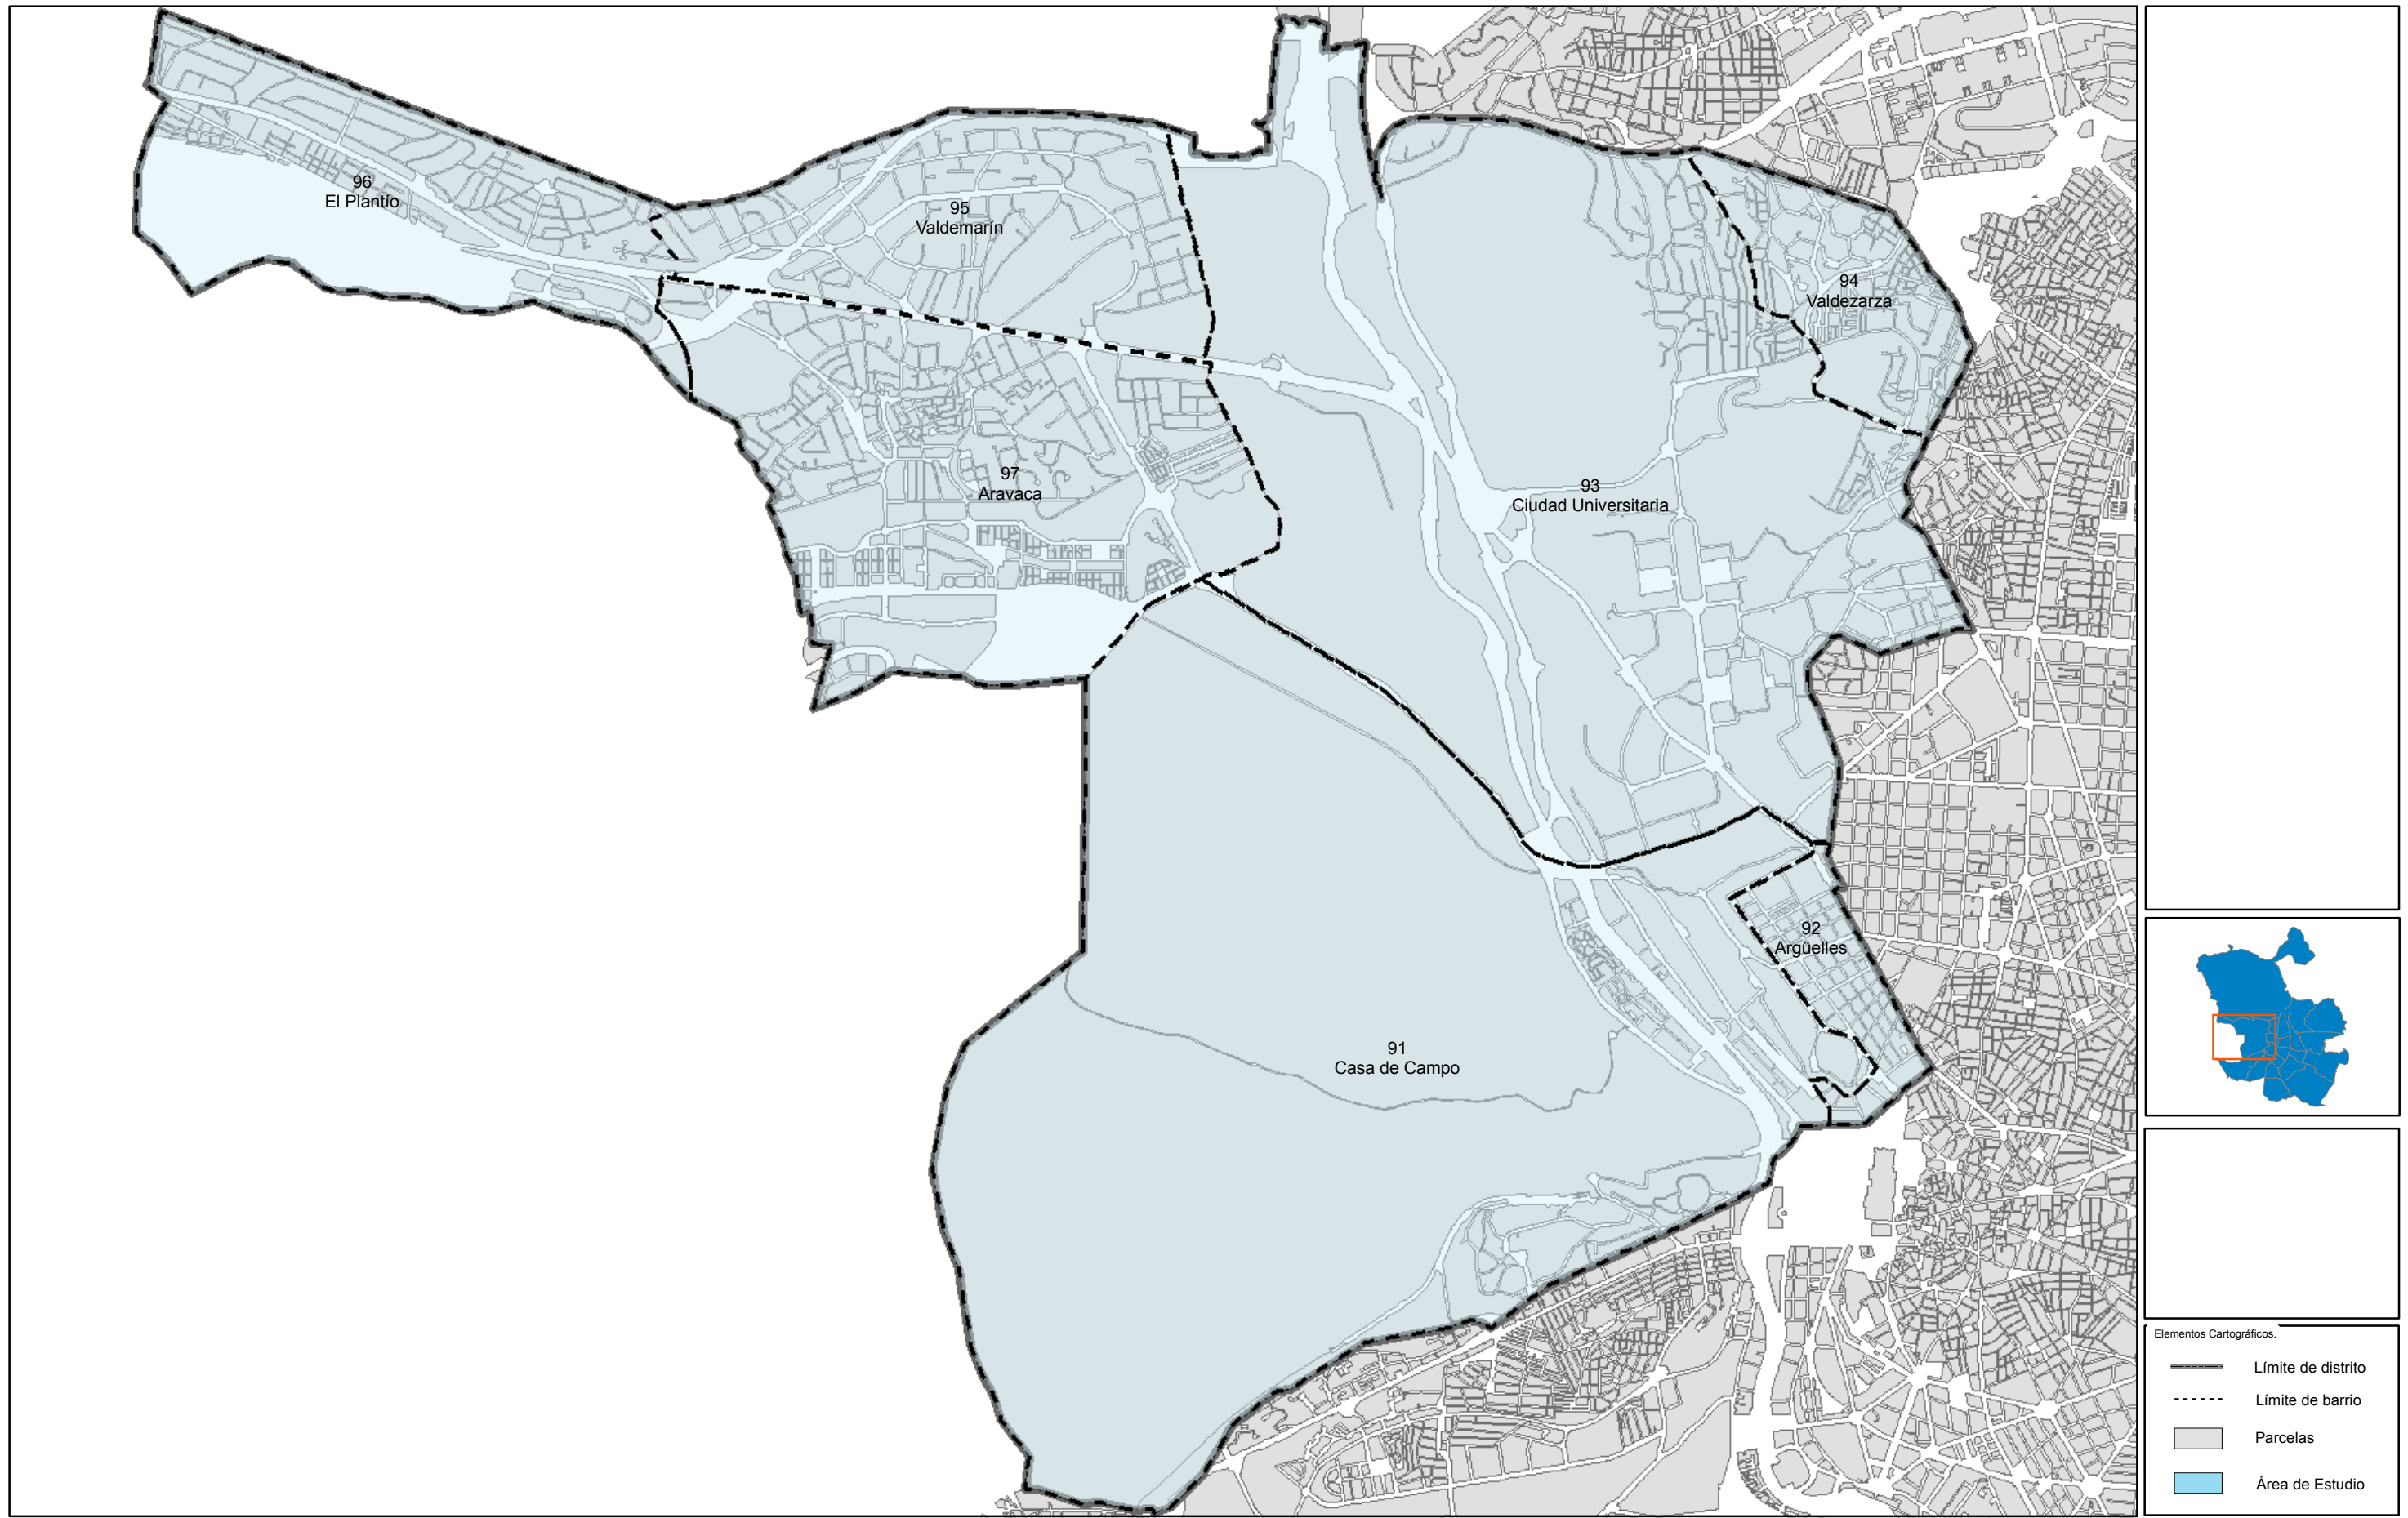 96
El Plantío
95
Valdemarín
94
Valdezarza
97
Aravaca
93
Ciudad Universitaria
92
Argüelles
91
Casa de Campo
Elementos Cartográficos.
Límite de distrito
Límite de barrio
Parcelas
Área de Estudio